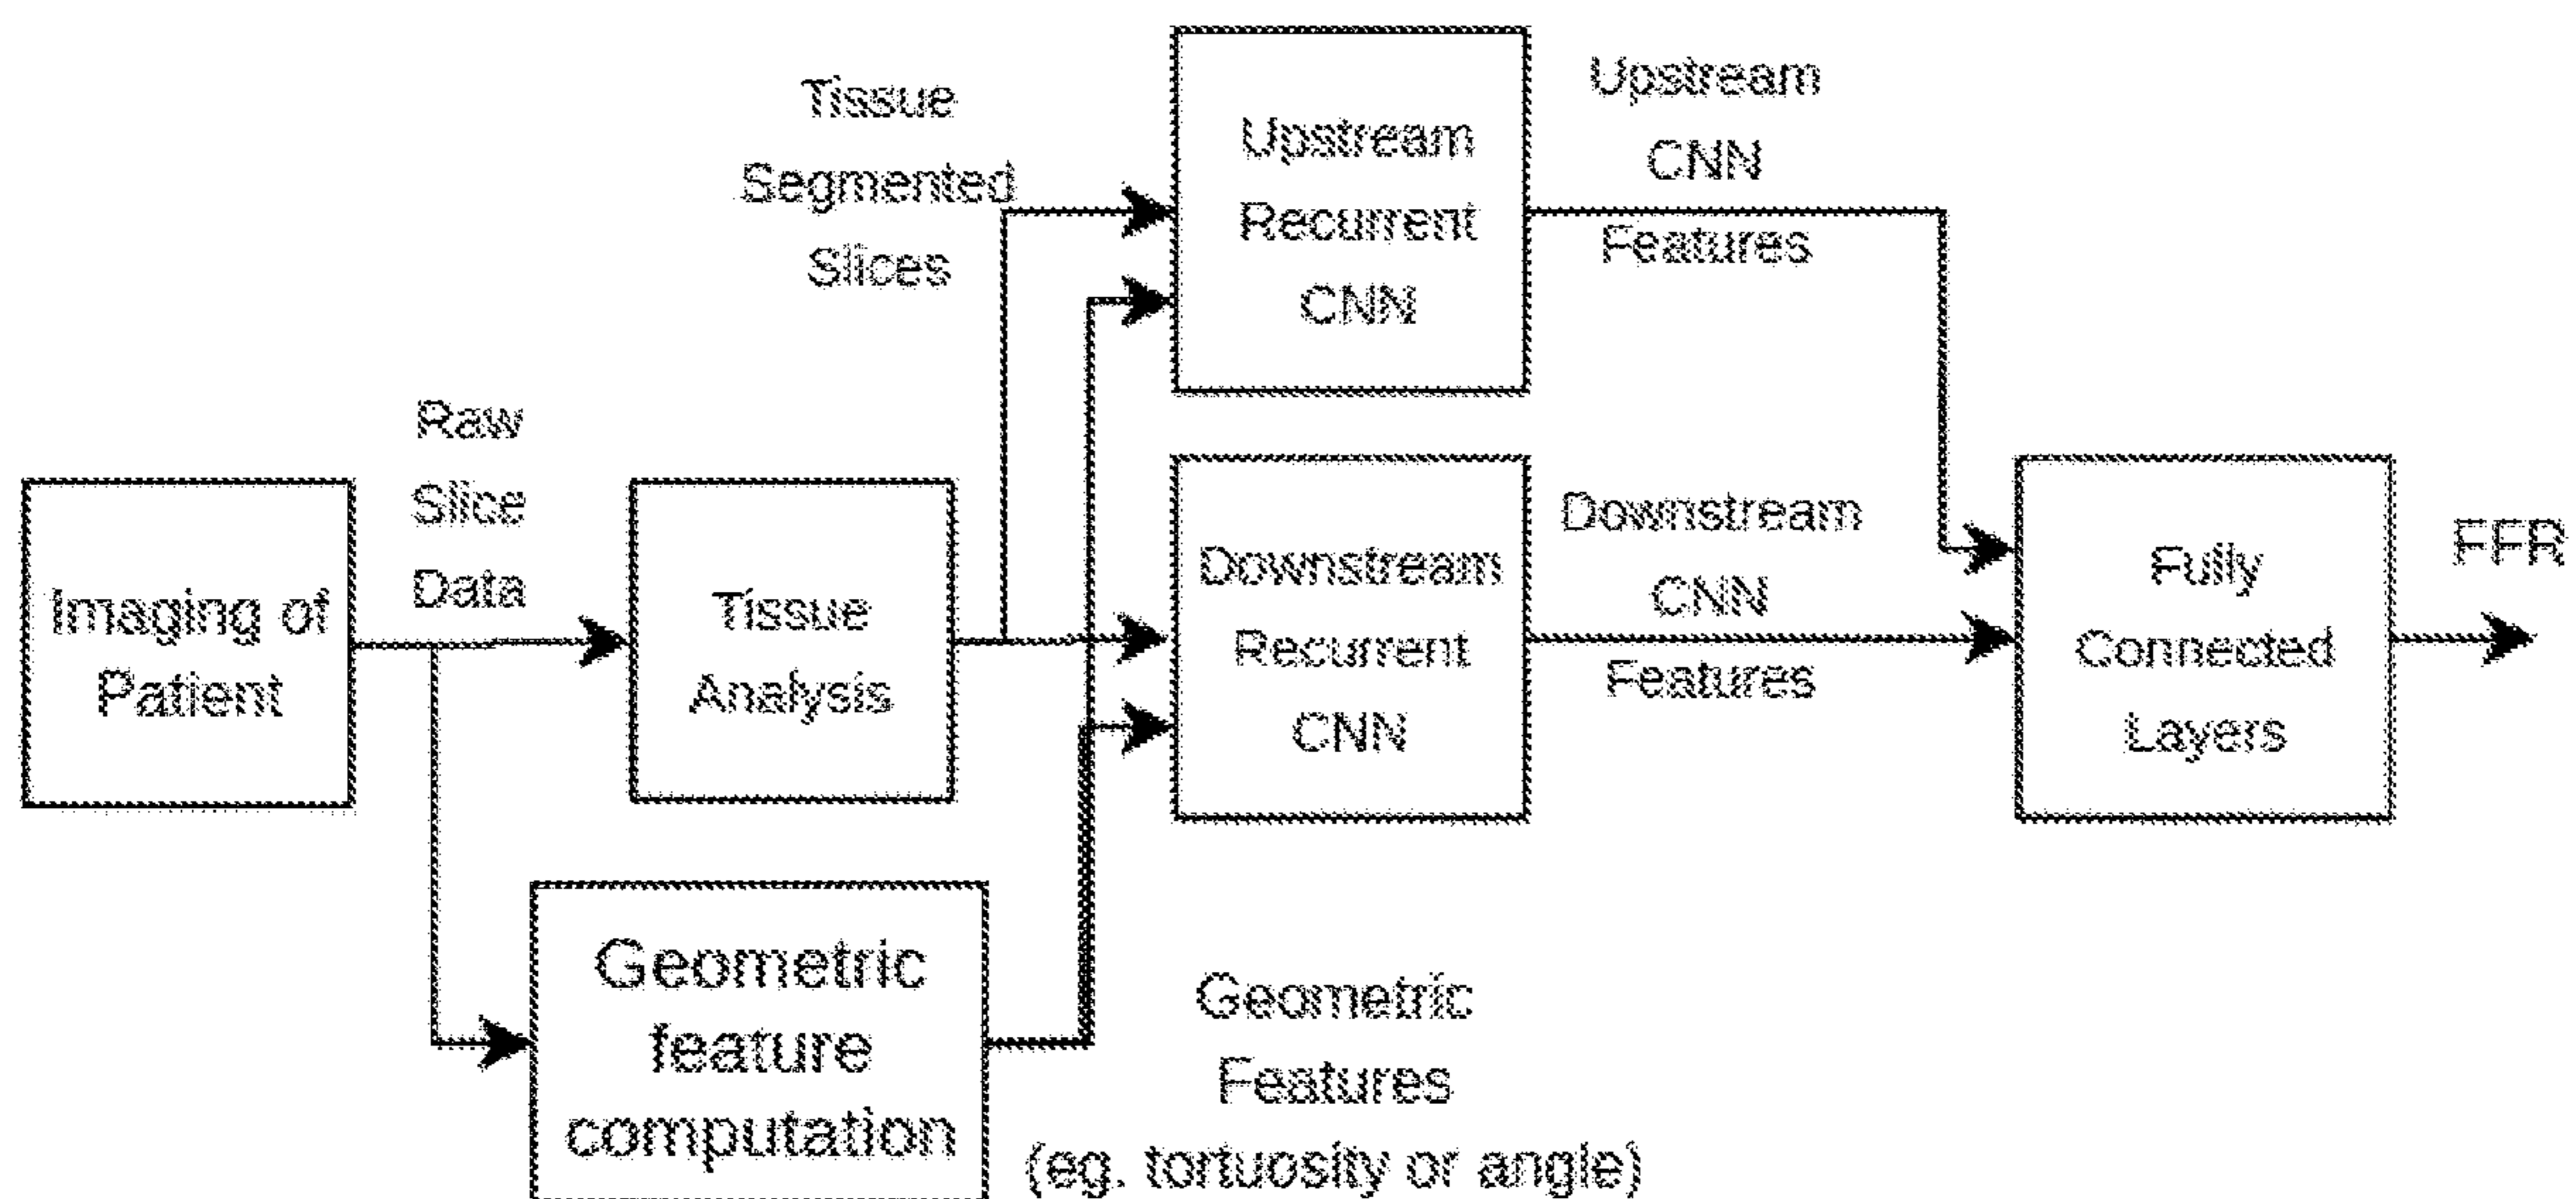 Imaging of
Patient
Raw
Slice
Data
Tissue
Analysis
Geometric
feature
computation
Tissue
Segmented
Slices
Upstream
Recurrent
CNN
Downstream
Recurrent
CNN
Geometric
Features
(eg. tortuosity or angle)
Upstream
CNN
Features
Downstream
CNN
Features
Fully
Connected
Layers
FFR